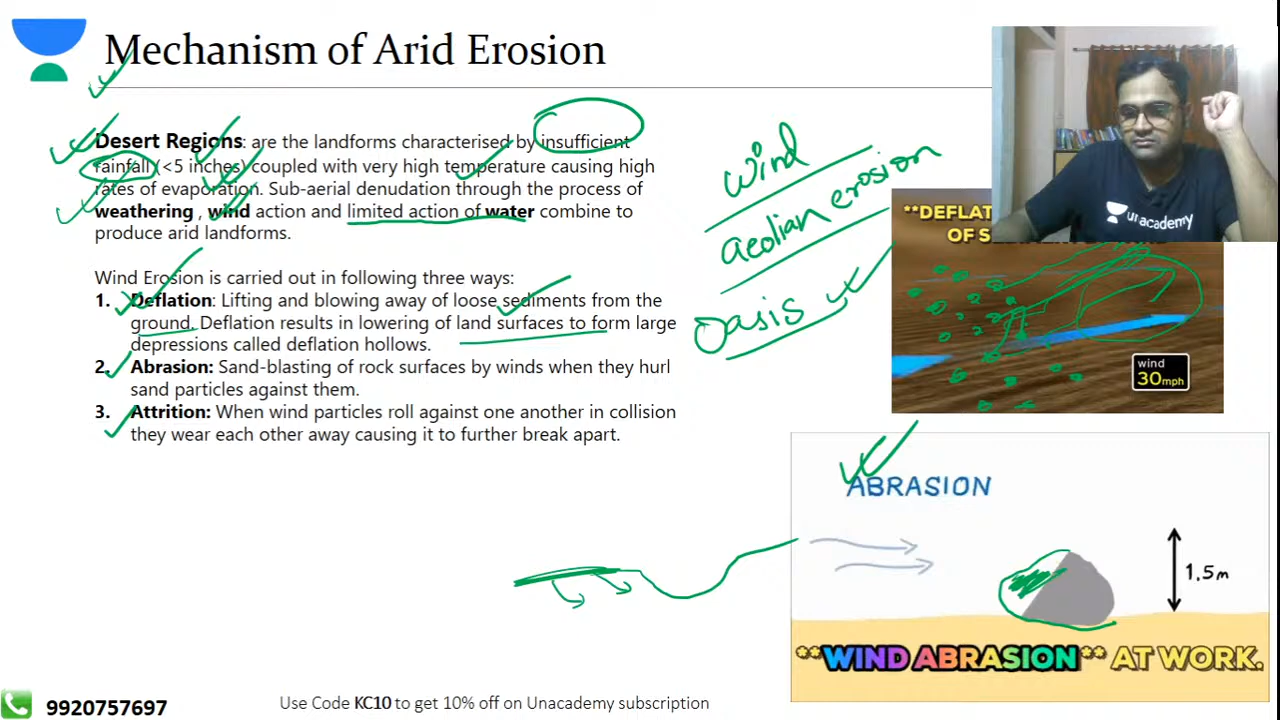 Mechanism of Arid Erosion
Desert Regions: are the landforms characterised by insufficient
rainfall (<5 inches) coupled with very high temperature causing high
rates of evaporation. Sub-aerial denudation through the process of
weathering , wind action and limited action of water combine to
produce arid landforms.
Wind Erosion is carried out in following three ways:
1. Deflation: Lifting and blowing away of loose sediments from the
ground. Deflation results in lowering of land surfaces to form large
depressions called deflation hollows.
2. Abrasion: Sand-blasting of rock surfaces by winds when they hurl
sand particles against them.
3. Attrition: When wind particles roll against one another in collision
they wear each other away causing it to further break apart.
wind
aeolian erosion
Oasis
unacademy
**DEFLAT
OF S
wind
30mph
ABRASION
1.5m
**WIND ABRASION** AT WORK.
9920757697
Use Code KC10 to get 10% off on Unacademy subscription